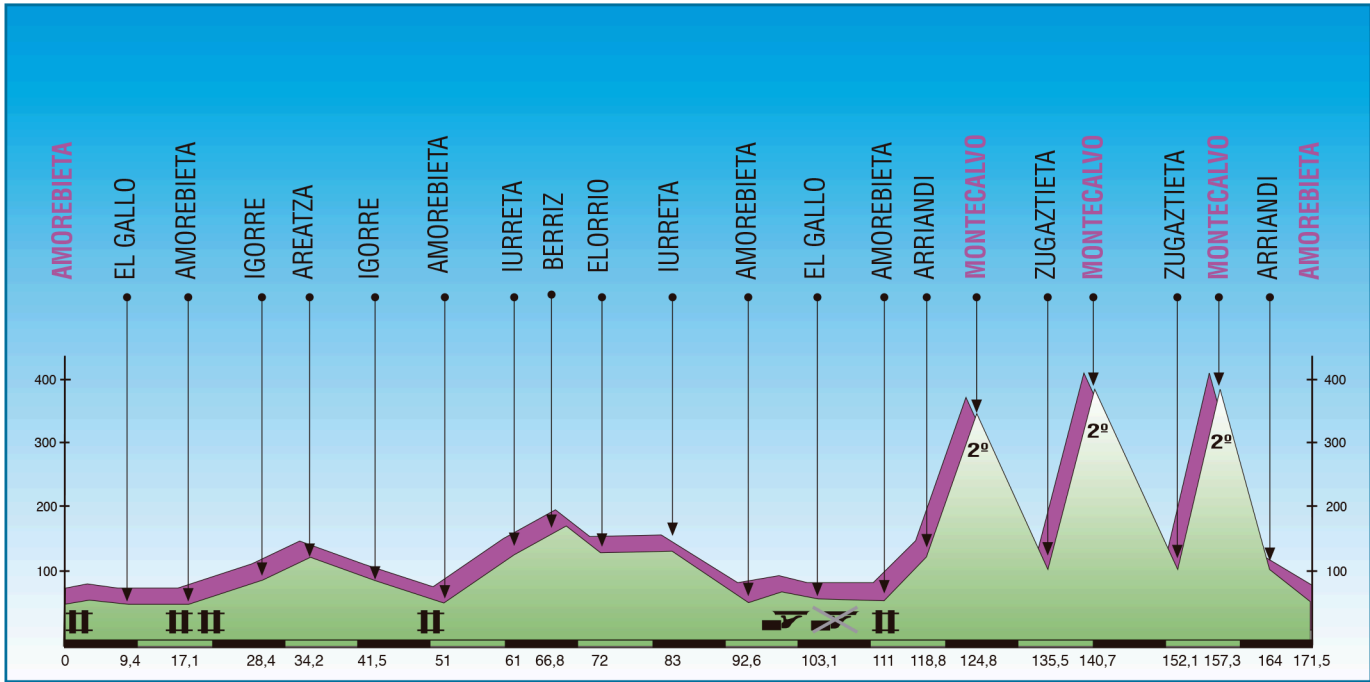 AMOREBIETA
EL GALLO
AMOREBIETA
IGORRE
AREATZA
IGORRE
AMOREBIETA
IURRETA
BERRIZ
ELORRIO
IURRETA
AMOREBIETA
EL GALLO
AMOREBIETA
ARRIANDI
MONTECALVO
ZUGAZTIETA
MONTECALVO
ZUGAZTIETA
MONTECALVO
ARRIANDI
AMOREBIETA
400
300
200
100
400
300
200
100
2º
2º
2º
0 9,4 17,1 28,4 34,2 41,5 51 61 66,8 72 83 92,6 103,1 111 118,8 124,8 135,5 140,7 152,1 157,3 164 171,5